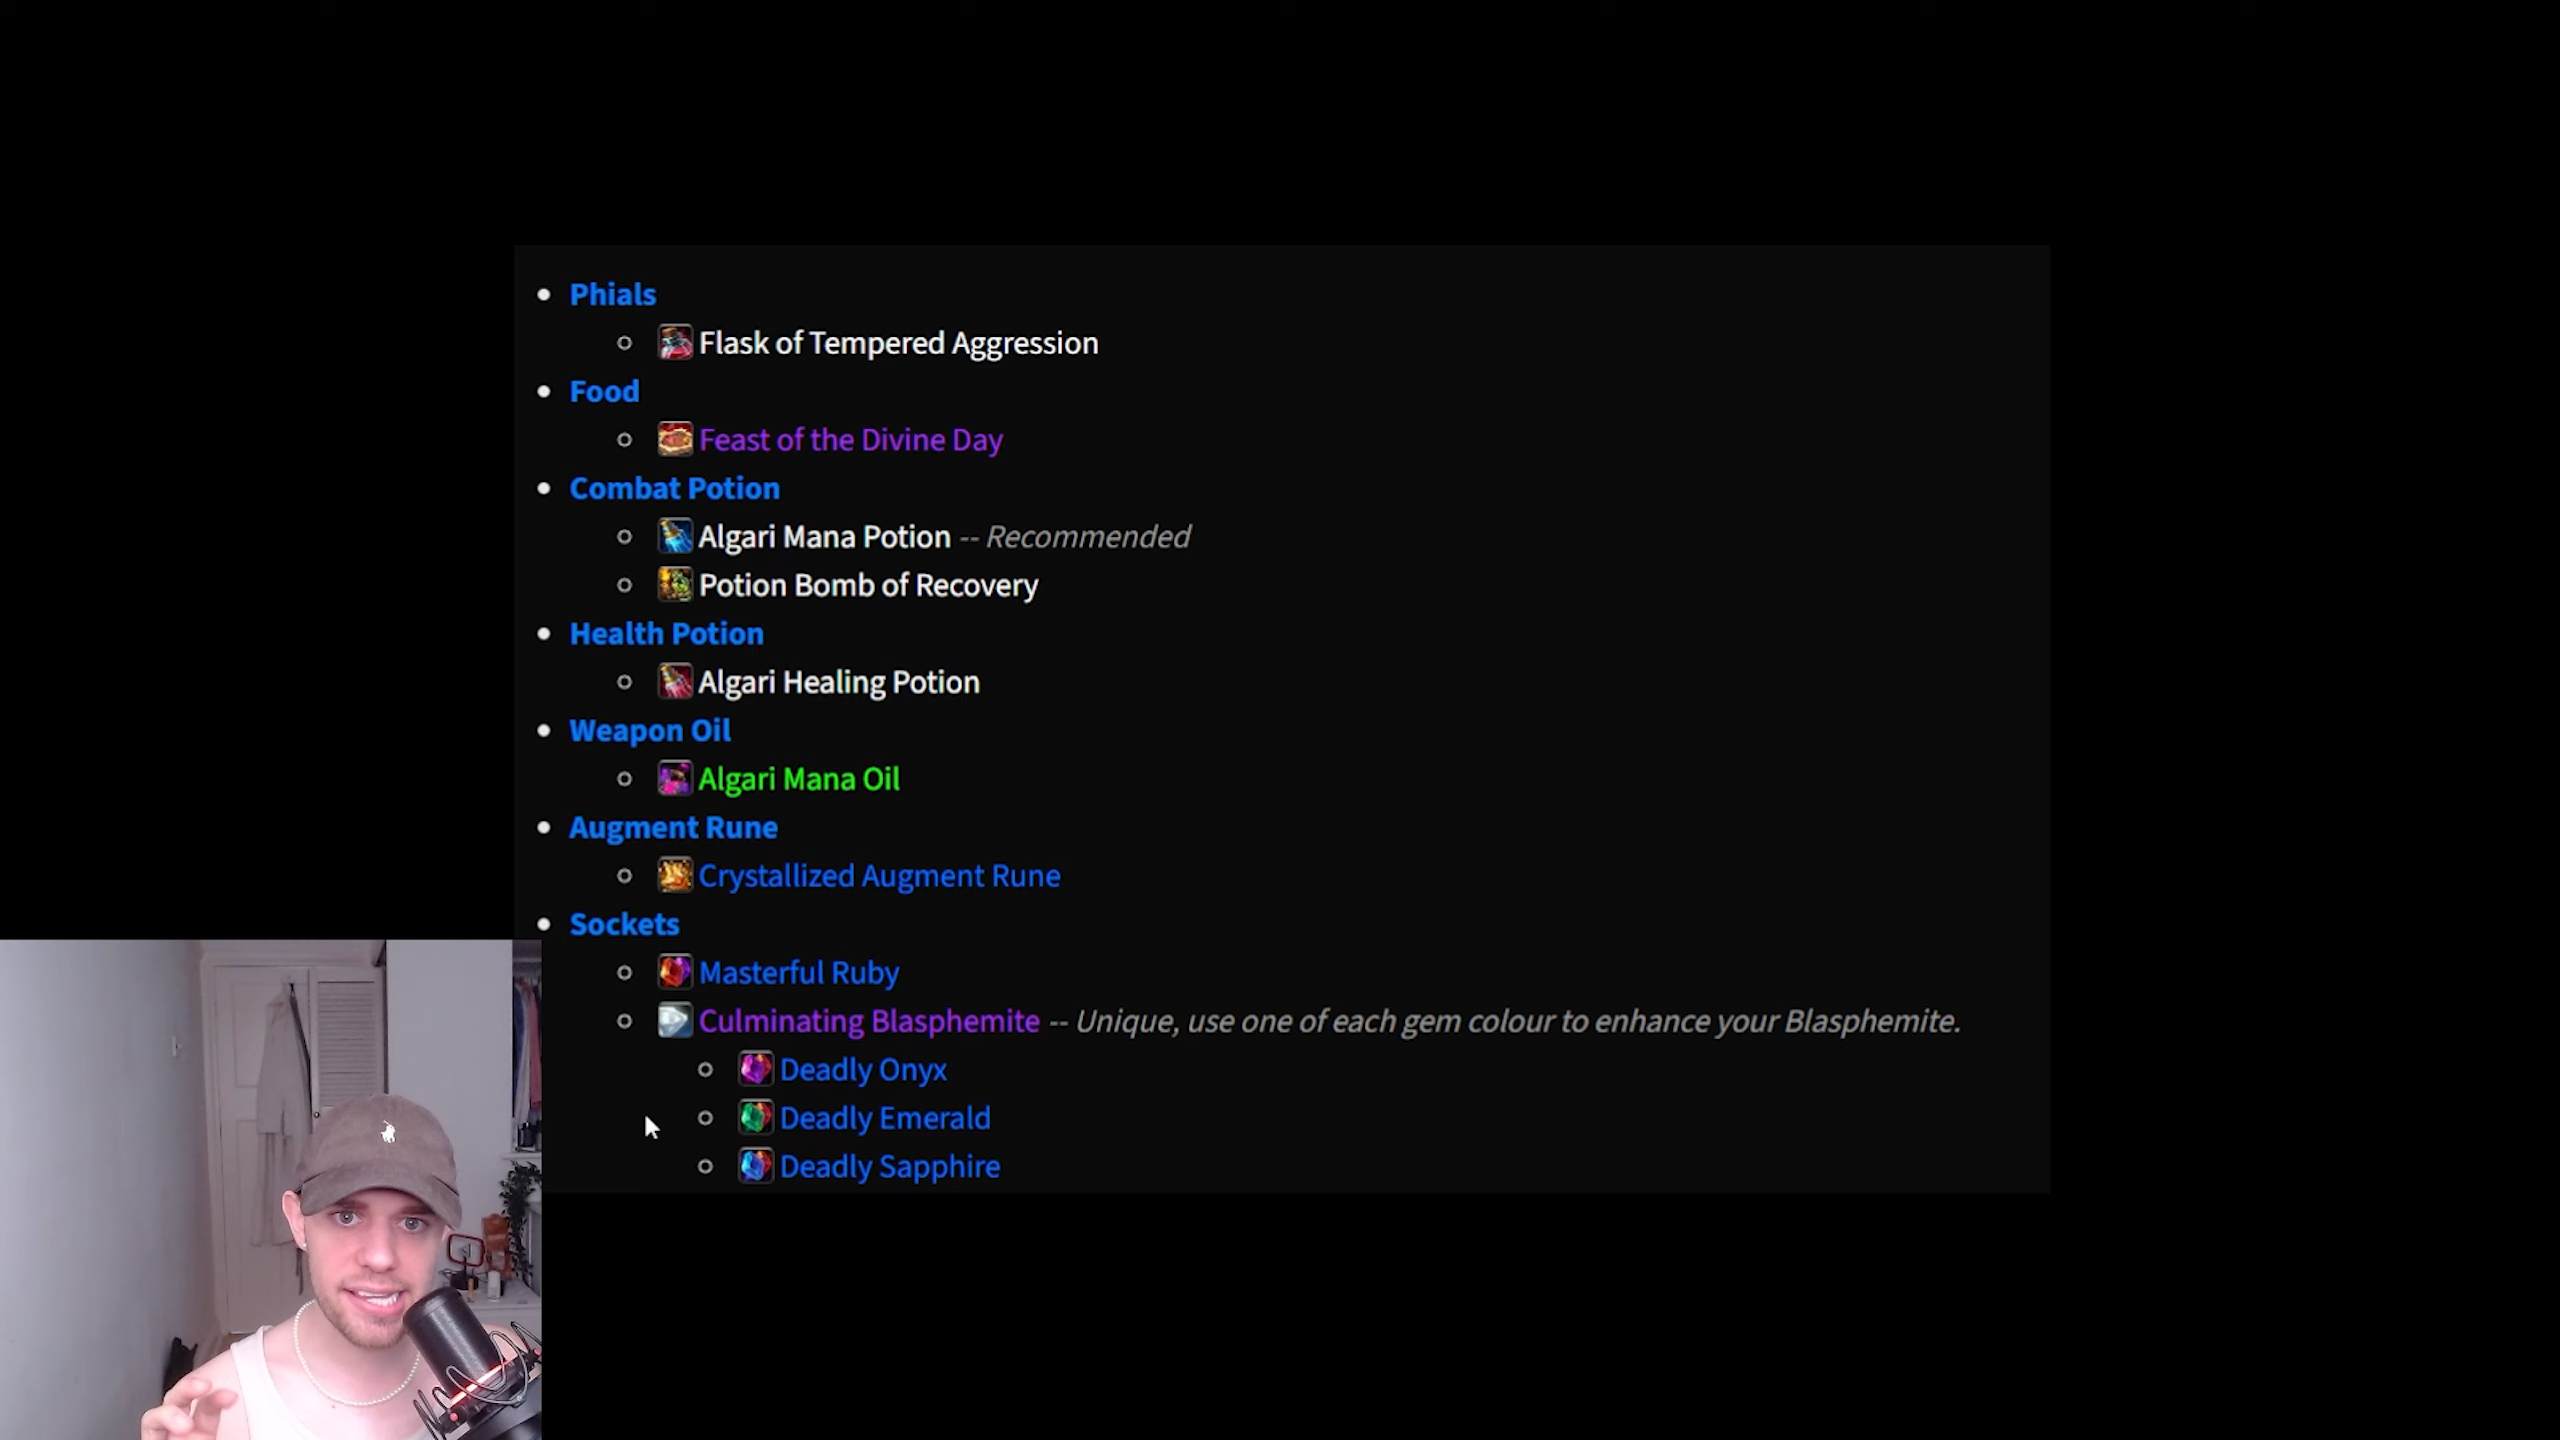 Phials
Flask of Tempered Aggression
Food
Feast of the Divine Day
Combat Potion
Algari Mana Potion -- Recommended
Potion Bomb of Recovery
Health Potion
Algari Healing Potion
Weapon Oil
Algari Mana Oil
Augment Rune
Crystallized Augment Rune
Sockets
Masterful Ruby
Culminating Blasphemite -- Unique, use one of each gem colour to enhance your Blasphemite.
Deadly Onyx
Deadly Emerald
Deadly Sapphire